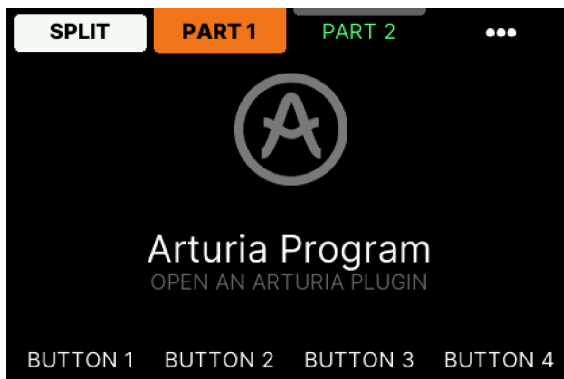 SPLIT PART 1 PART 2 •••
Arturia Program
OPEN AN ARTURIA PLUGIN
BUTTON 1 BUTTON 2 BUTTON 3 BUTTON 4